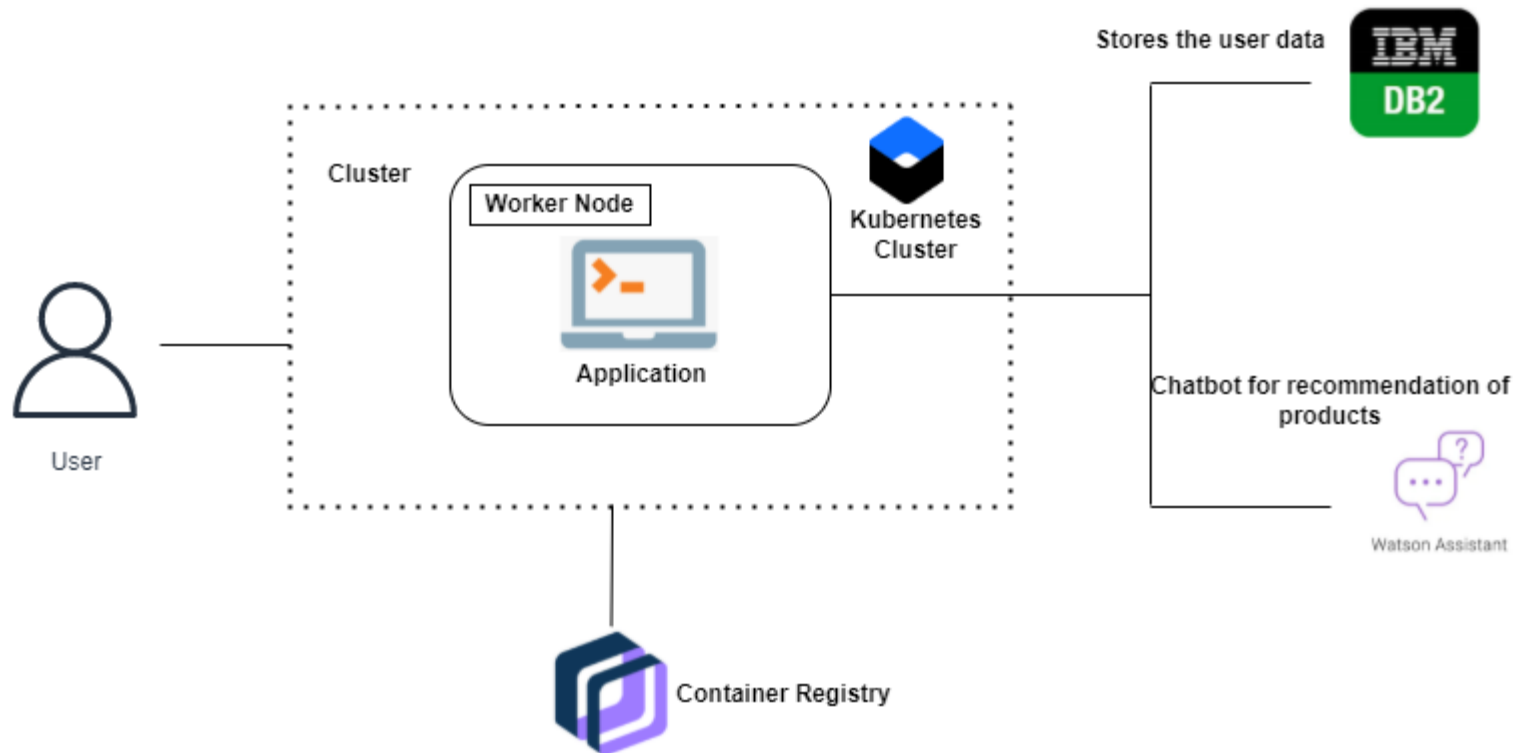 Stores the user data
IBM
DB2
Cluster
Worker Node
Kubernetes
Cluster
Application
User
Chatbot for recommendation of
products
?
Watson Assistant
Container Registry